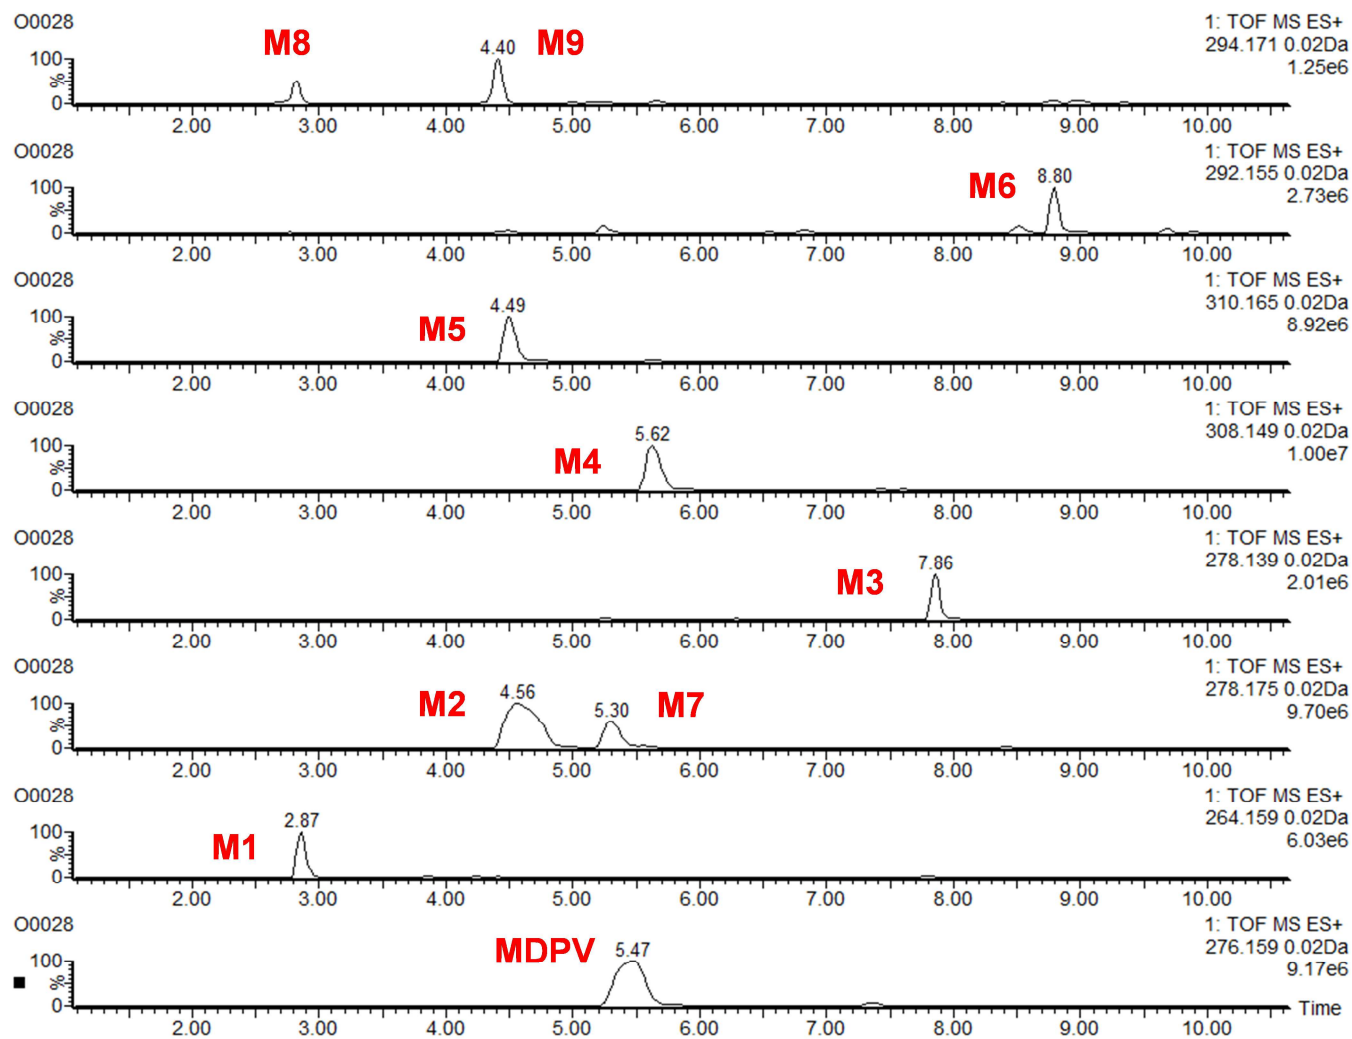 O0028
1: TOF MS ES+
M8
4.40
M9
294.171 0.02Da
1.25e6
100
%
0
2.00 3.00 4.00 5.00 6.00 7.00 8.00 9.00 10.00
O0028
1: TOF MS ES+
292.155 0.02Da
M6
8.80
2.73e6
100
%
0
2.00 3.00 4.00 5.00 6.00 7.00 8.00 9.00 10.00
O0028
1: TOF MS ES+
310.165 0.02Da
4.49
8.92e6
M5
100
%
0
2.00 3.00 4.00 5.00 6.00 7.00 8.00 9.00 10.00
O0028
1: TOF MS ES+
308.149 0.02Da
5.62
1.00e7
M4
100
%
0
2.00 3.00 4.00 5.00 6.00 7.00 8.00 9.00 10.00
O0028
1: TOF MS ES+
278.139 0.02Da
7.86
2.01e6
M3
100
%
0
2.00 3.00 4.00 5.00 6.00 7.00 8.00 9.00 10.00
O0028
1: TOF MS ES+
278.175 0.02Da
4.56
9.70e6
M2
5.30
M7
100
%
0
2.00 3.00 4.00 5.00 6.00 7.00 8.00 9.00 10.00
O0028
1: TOF MS ES+
264.159 0.02Da
2.87
6.03e6
M1
100
%
0
2.00 3.00 4.00 5.00 6.00 7.00 8.00 9.00 10.00
O0028
1: TOF MS ES+
276.159 0.02Da
MDPV
5.47
9.17e6
100
%
0
Time
2.00 3.00 4.00 5.00 6.00 7.00 8.00 9.00 10.00